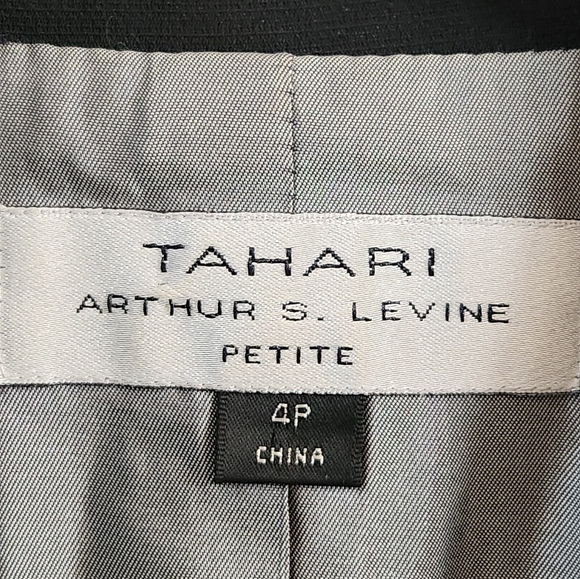 TAHARI
ARTHUR S. LEVINE
PETITE
4P
CHINA